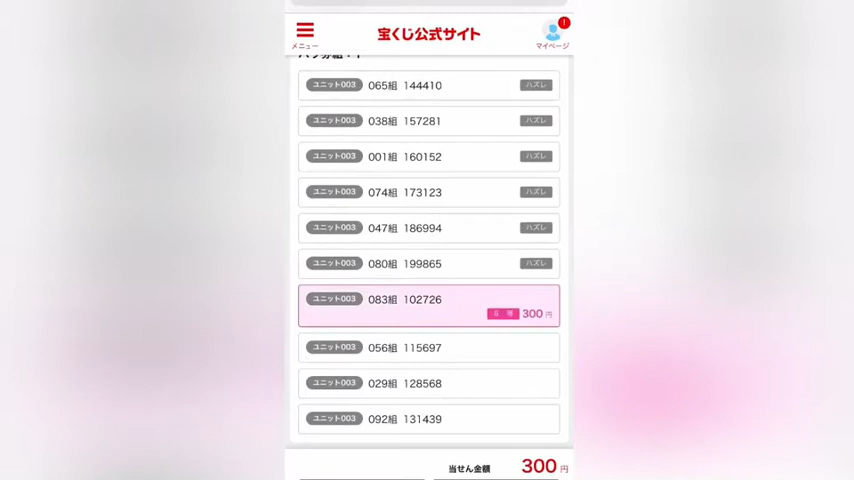 メニュー
宝くじ公式サイト
1
マイページ
ユニット003 065組 144410 ハズレ
ユニット003 038組 157281 ハズレ
ユニット003 001組 160152 ハズレ
ユニット003 074組 173123 ハズレ
ユニット003 047組 186994 ハズレ
ユニット003 080組 199865 ハズレ
ユニット003 083組 102726
300円
ユニット003 056組 115697
ユニット003 029組 128568
ユニット003 092組 131439
当せん金額 300円